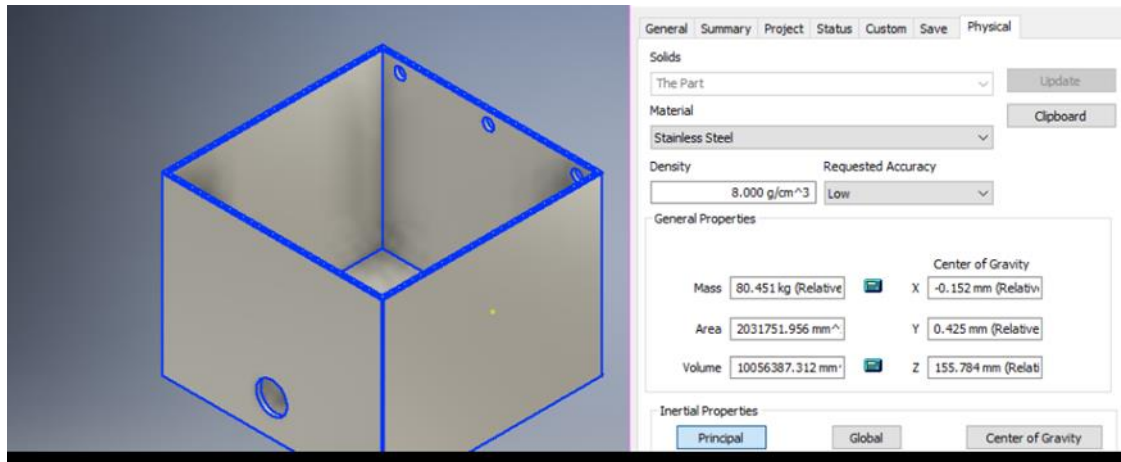 General Summary Project Status Custom Save Physical
Solids
The Part Update
Material Clipboard
Stainless Steel
Density Requested Accuracy
8.000 g/cm^3 Low
General Properties
Center of Gravity
Mass 80.451 kg (Relative X -0.152 mm (Relativ
Area 2031751.956 mm^ Y 0.425 mm (Relative
Volume 10056387.312 mm Z 155.784 mm (Relati
Inertial Properties
Principal Global Center of Gravity